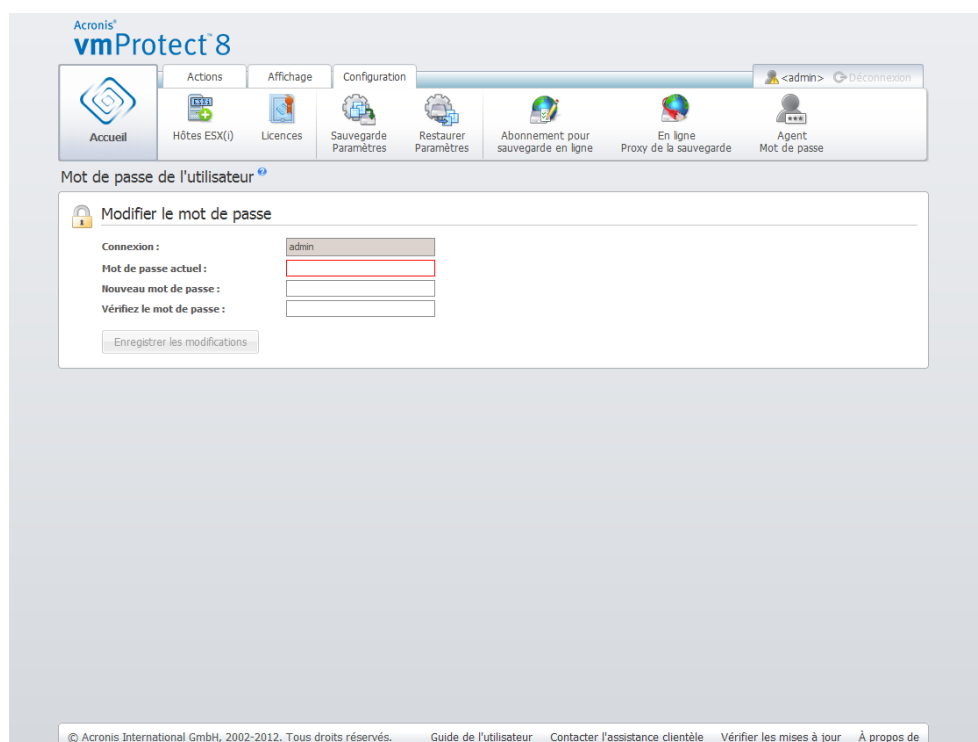 Acronis®
vmProtect™8
Actions Affichage Configuration <admin> Déconnexion
Accueil
ESX(i)
Hôtes ESX(i)
Licences
Sauvegarde
Paramètres
Restaurer
Paramètres
Abonnement pour
sauvegarde en ligne
En ligne
Proxy de la sauvegarde
***
Agent
Mot de passe
Mot de passe de l'utilisateur ?
Modifier le mot de passe
Connexion : admin
Mot de passe actuel :
Nouveau mot de passe :
Vérifiez le mot de passe :
Enregistrer les modifications
© Acronis International GmbH, 2002-2012. Tous droits réservés. Guide de l'utilisateur Contacter l'assistance clientèle Vérifier les mises à jour À propos de